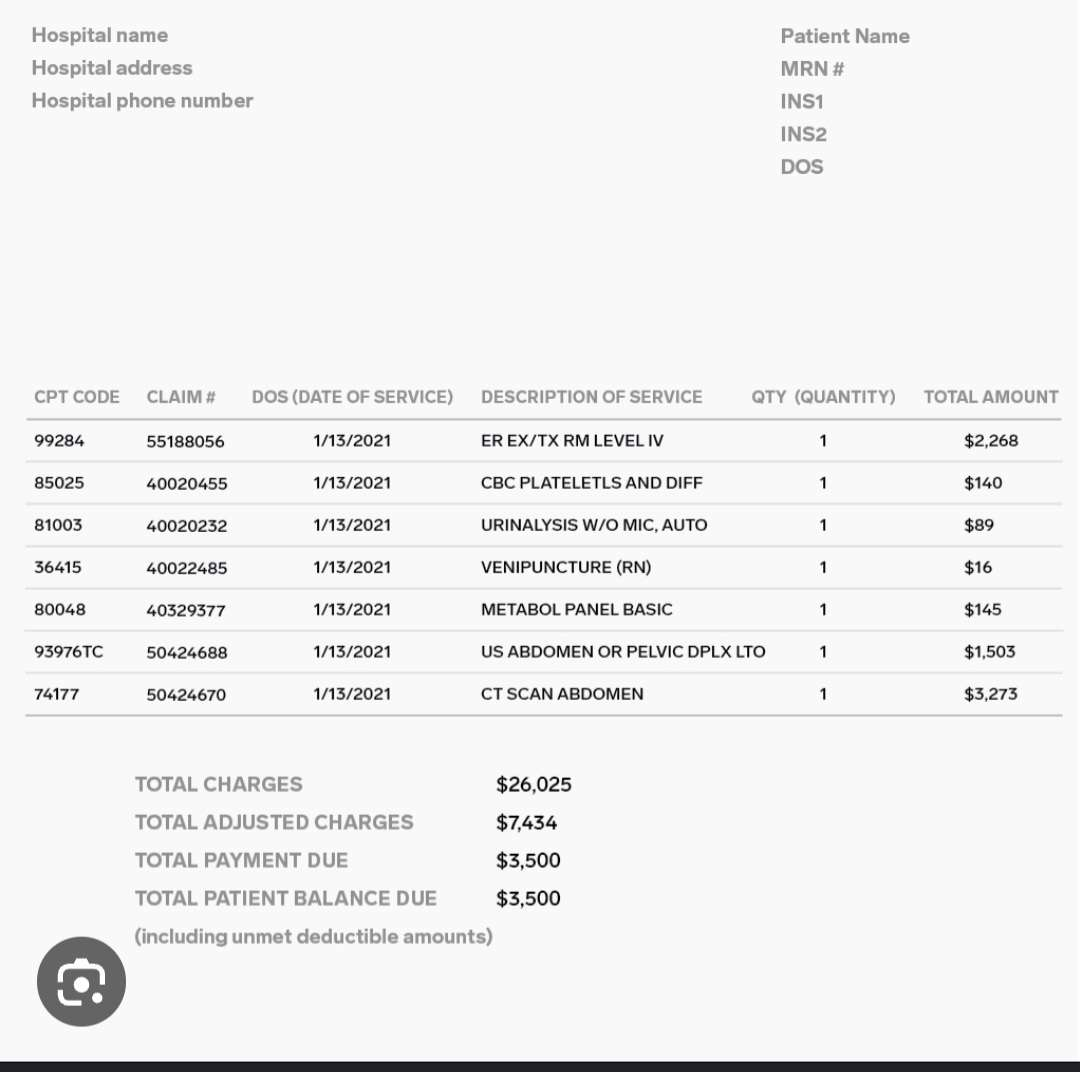 Hospital name
Hospital address
Hospital phone number
Patient Name
MRN #
INS1
INS2
DOS
CPT CODE CLAIM # DOS (DATE OF SERVICE) DESCRIPTION OF SERVICE QTY (QUANTITY) TOTAL AMOUNT
99284 55188056 1/13/2021 ER EX/TX RM LEVEL IV 1 $2,268
85025 40020455 1/13/2021 CBC PLATELETLS AND DIFF 1 $140
81003 40020232 1/13/2021 URINALYSIS W/O MIC, AUTO 1 $89
36415 40022485 1/13/2021 VENIPUNCTURE (RN) 1 $16
80048 40329377 1/13/2021 METABOL PANEL BASIC 1 $145
93976TC 50424688 1/13/2021 US ABDOMEN OR PELVIC DPLX LTO 1 $1,503
74177 50424670 1/13/2021 CT SCAN ABDOMEN 1 $3,273
TOTAL CHARGES $26,025
TOTAL ADJUSTED CHARGES $7,434
TOTAL PAYMENT DUE $3,500
TOTAL PATIENT BALANCE DUE $3,500
(including unmet deductible amounts)